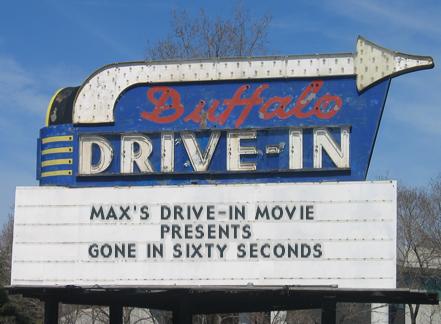 Buffalo
DRIVE-IN
MAX'S DRIVE-IN MOVIE
PRESENTS
GONE IN SIXTY SECONDS